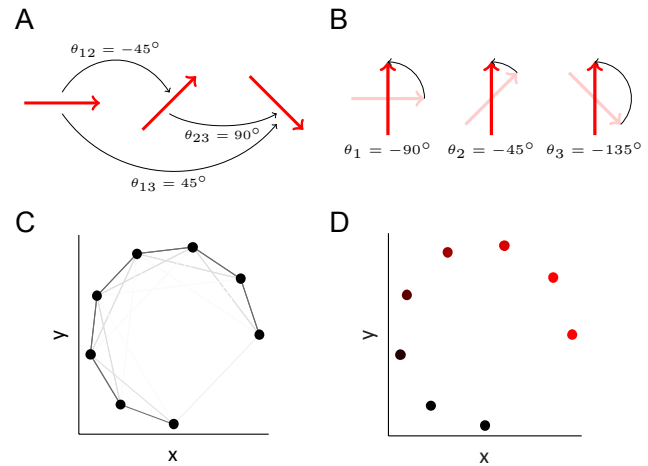 A
θ12 = −45°
θ23 = 90°
θ13 = 45°
B
θ1 = −90°
θ2 = −45°
θ3 = −135°
C
y
x
D
y
x